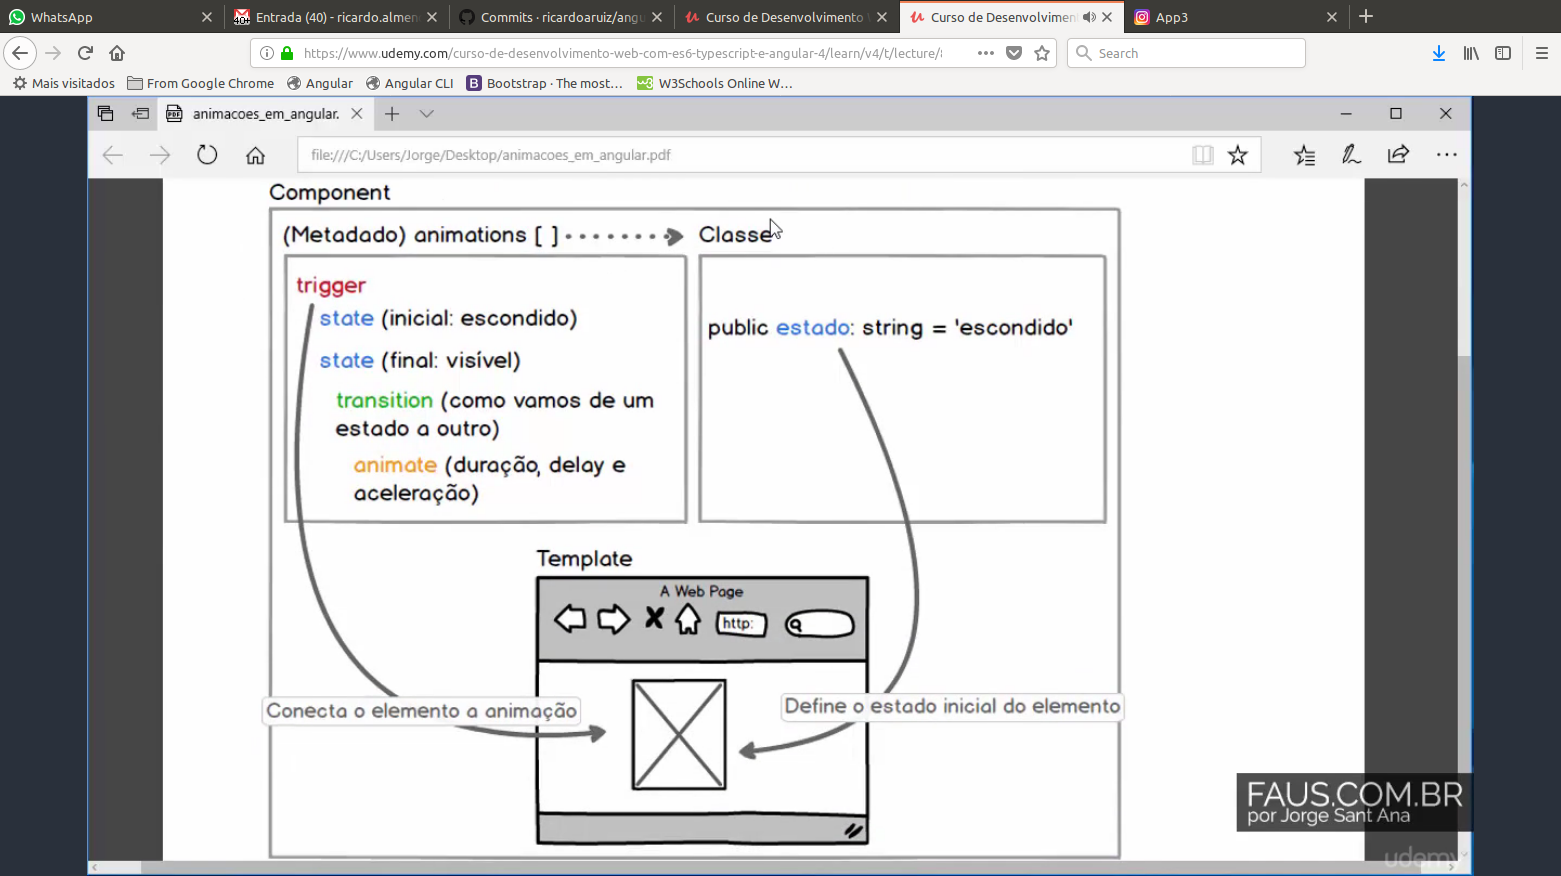 WhatsApp
Entrada (40) - ricardo.almen
Commits · ricardoaruiz/angu
Curso de Desenvolvimento
Curso de Desenvolvimen
App3
https://www.udemy.com/curso-de-desenvolvimento-web-com-es6-typescript-e-angular-4/learn/v4/t/lecture/8
Search
Mais visitados
From Google Chrome
Angular
Angular CLI
Bootstrap · The most...
W3Schools Online W...
animacoes_em_angular.
file:///C:/Users/Jorge/Desktop/animacoes_em_angular.pdf
Component
(Metadado) animations [ ]
Classe
trigger
state (inicial: escondido)
state (final: visível)
transition (como vamos de um
estado a outro)
animate (duração, delay e
aceleração)
public estado: string = 'escondido'
Template
A Web Page
http:
Conecta o elemento a animação
Define o estado inicial do elemento
FAUS.COM.BR
por Jorge Sant Ana
udemy